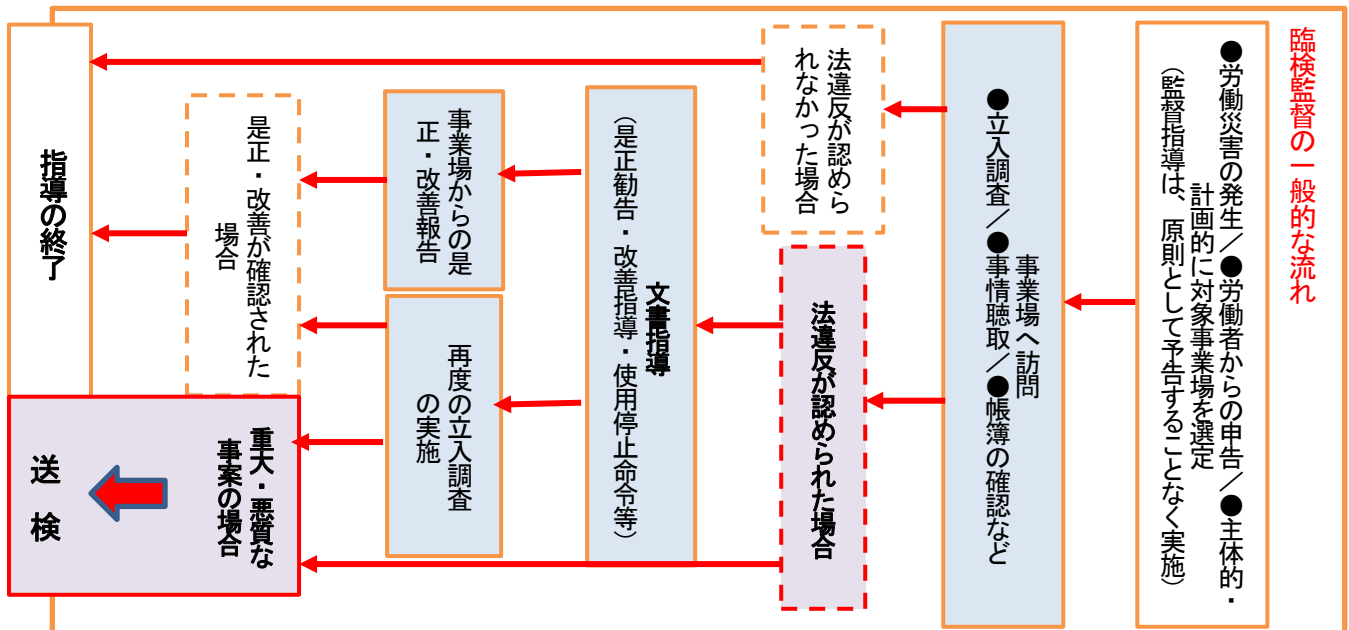 臨検監督の一般的な流れ
●労働災害の発生／●労働者からの申告／●主体的・
計画的に対象事業場を選定
（監督指導は、原則として予告することなく実施）
事業場へ訪問
●立入調査／●事情聴取／●帳簿の確認など
法違反が認めら
れなかった場合
法違反が認められた場合
文書指導
（是正勧告・改善指導・使用停止命令等）
事業場からの是
正・改善報告
再度の立入調査
の実施
是正・改善が確認された
場合
重大・悪質な
事案の場合
指導の終了
送 検